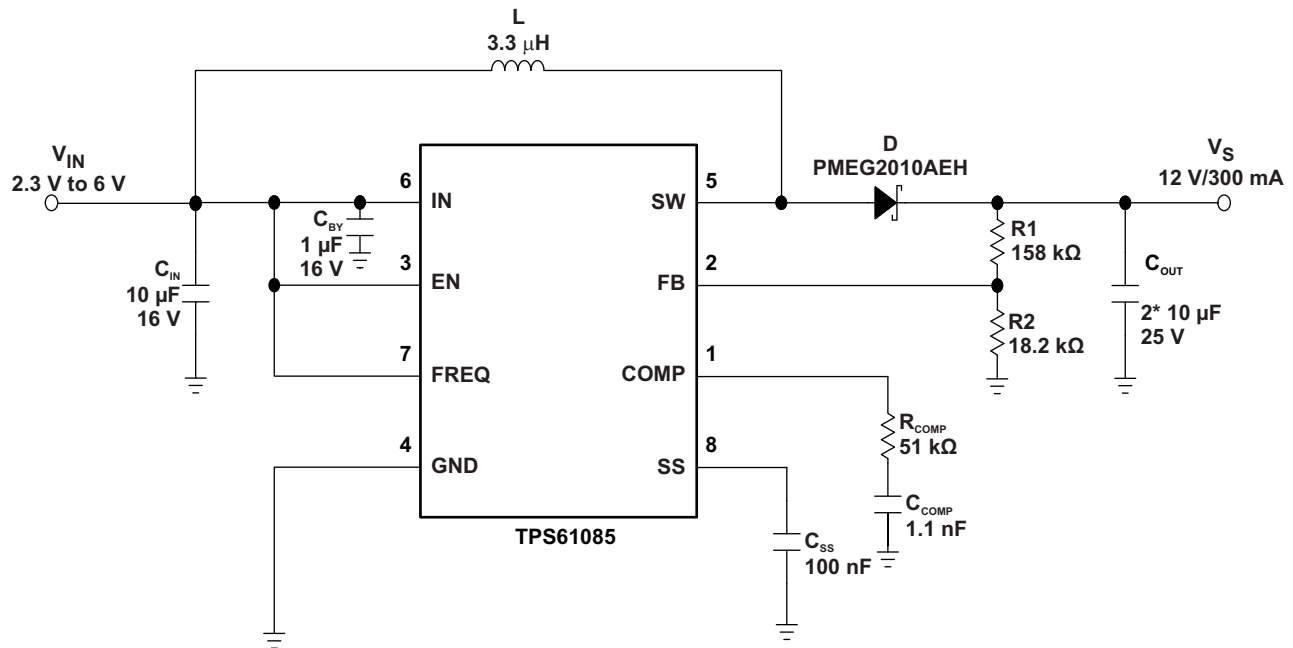 L
3.3 μH
V_IN
2.3 V to 6 V
D
PMEG2010AEH
V_S
12 V/300 mA
6
IN
C_BY
1 µF
16 V
SW
5
R1
158 kΩ
C_IN
10 µF
16 V
3
EN
FB
2
C_OUT
2* 10 µF
25 V
R2
18.2 kΩ
7
FREQ
COMP
1
R_COMP
51 kΩ
4
GND
SS
8
C_COMP
1.1 nF
TPS61085
C_SS
100 nF